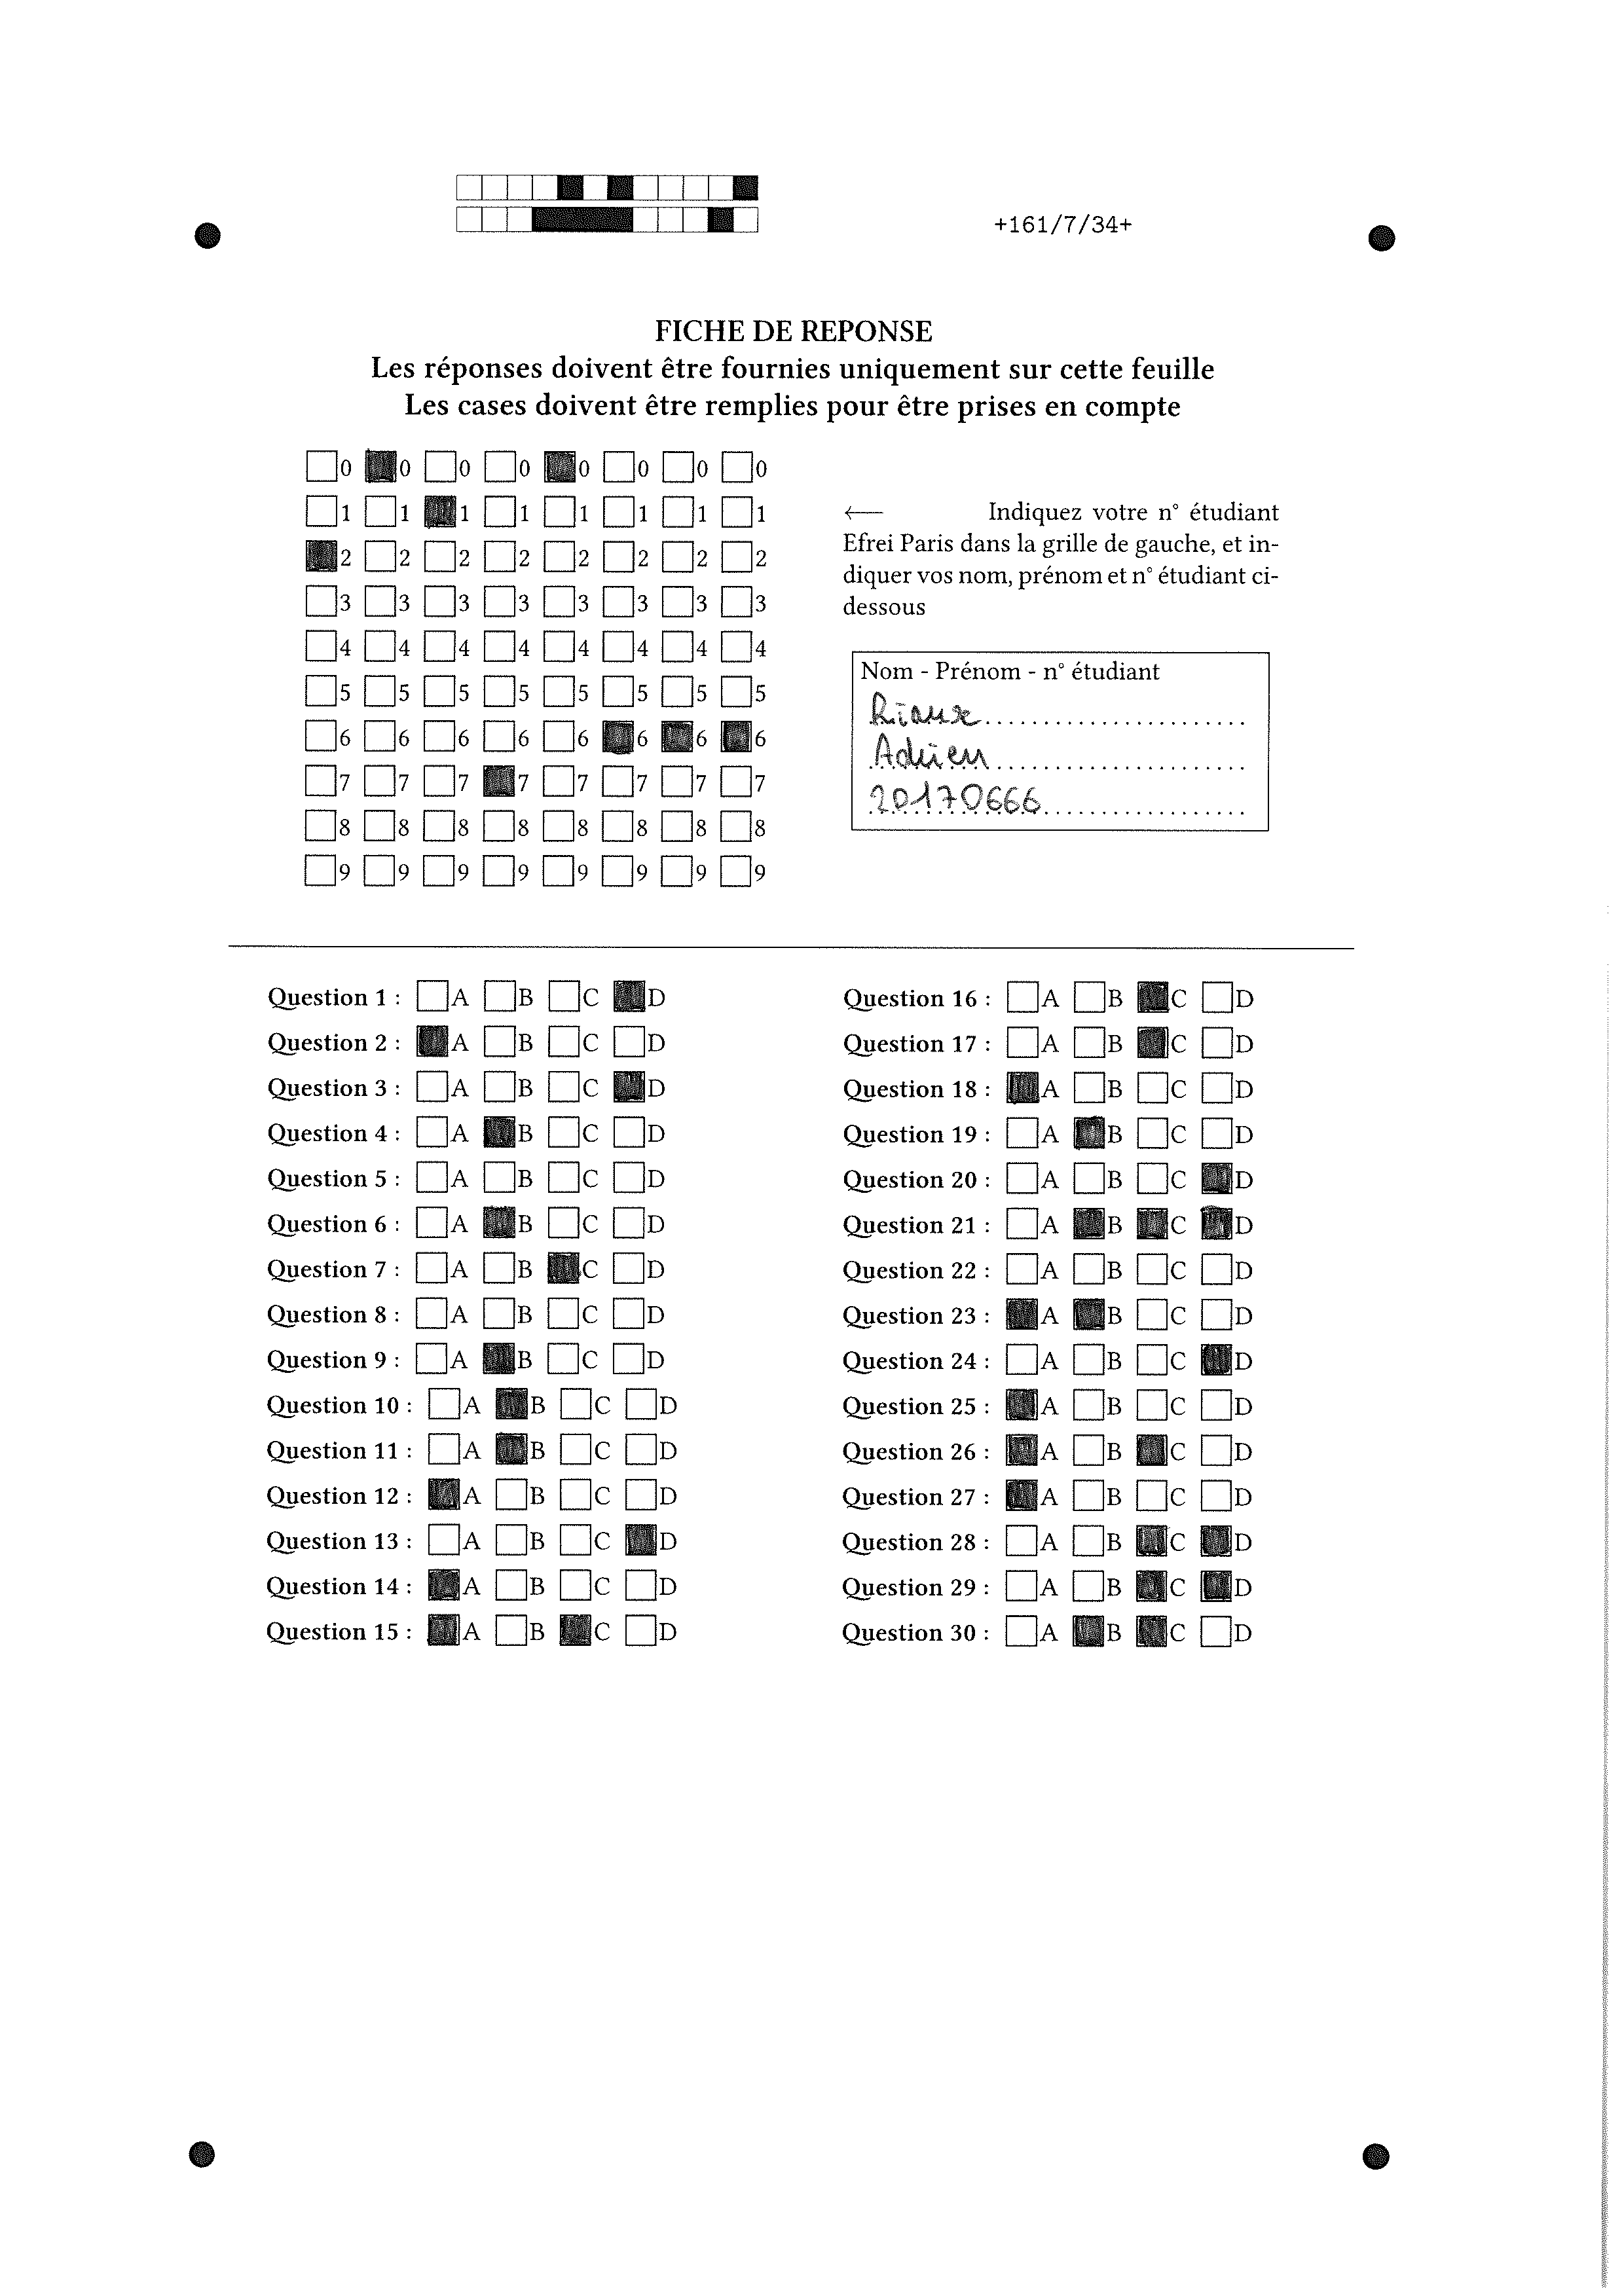 +161/7/34+
FICHE DE REPONSE
Les réponses doivent être fournies uniquement sur cette feuille
Les cases doivent être remplies pour être prises en compte
0 0 0 0 0 0 0 0
1 1 1 1 1 1 1 1
2 2 2 2 2 2 2 2
3 3 3 3 3 3 3 3
4 4 4 4 4 4 4 4
5 5 5 5 5 5 5 5
6 6 6 6 6 6 6 6
7 7 7 7 7 7 7 7
8 8 8 8 8 8 8 8
9 9 9 9 9 9 9 9
← Indiquez votre n° étudiant
Efrei Paris dans la grille de gauche, et in-
diquer vos nom, prénom et n° étudiant ci-
dessous
Nom - Prénom - n° étudiant
Riaux
Adrien
20170666
Question 1 : A B C D
Question 2 : A B C D
Question 3 : A B C D
Question 4 : A B C D
Question 5 : A B C D
Question 6 : A B C D
Question 7 : A B C D
Question 8 : A B C D
Question 9 : A B C D
Question 10 : A B C D
Question 11 : A B C D
Question 12 : A B C D
Question 13 : A B C D
Question 14 : A B C D
Question 15 : A B C D
Question 16 : A B C D
Question 17 : A B C D
Question 18 : A B C D
Question 19 : A B C D
Question 20 : A B C D
Question 21 : A B C D
Question 22 : A B C D
Question 23 : A B C D
Question 24 : A B C D
Question 25 : A B C D
Question 26 : A B C D
Question 27 : A B C D
Question 28 : A B C D
Question 29 : A B C D
Question 30 : A B C D